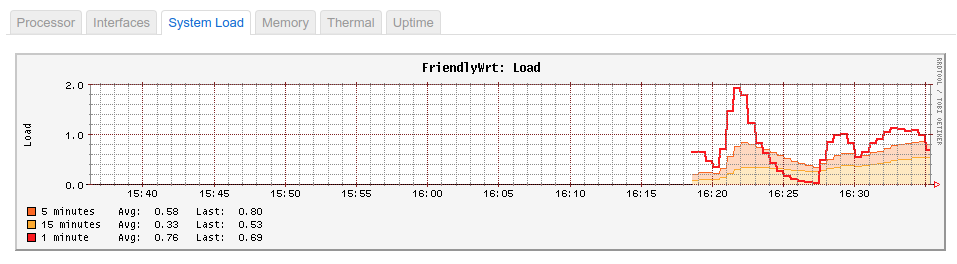 Processor Interfaces System Load Memory Thermal Uptime
FriendlyWrt: Load
RRDTOOL / TOBI OETIKER
Load
2.0
1.0
0.0
15:40 15:45 15:50 15:55 16:00 16:05 16:10 16:15 16:20 16:25 16:30
5 minutes Avg: 0.58 Last: 0.80
15 minutes Avg: 0.33 Last: 0.53
1 minute Avg: 0.76 Last: 0.69